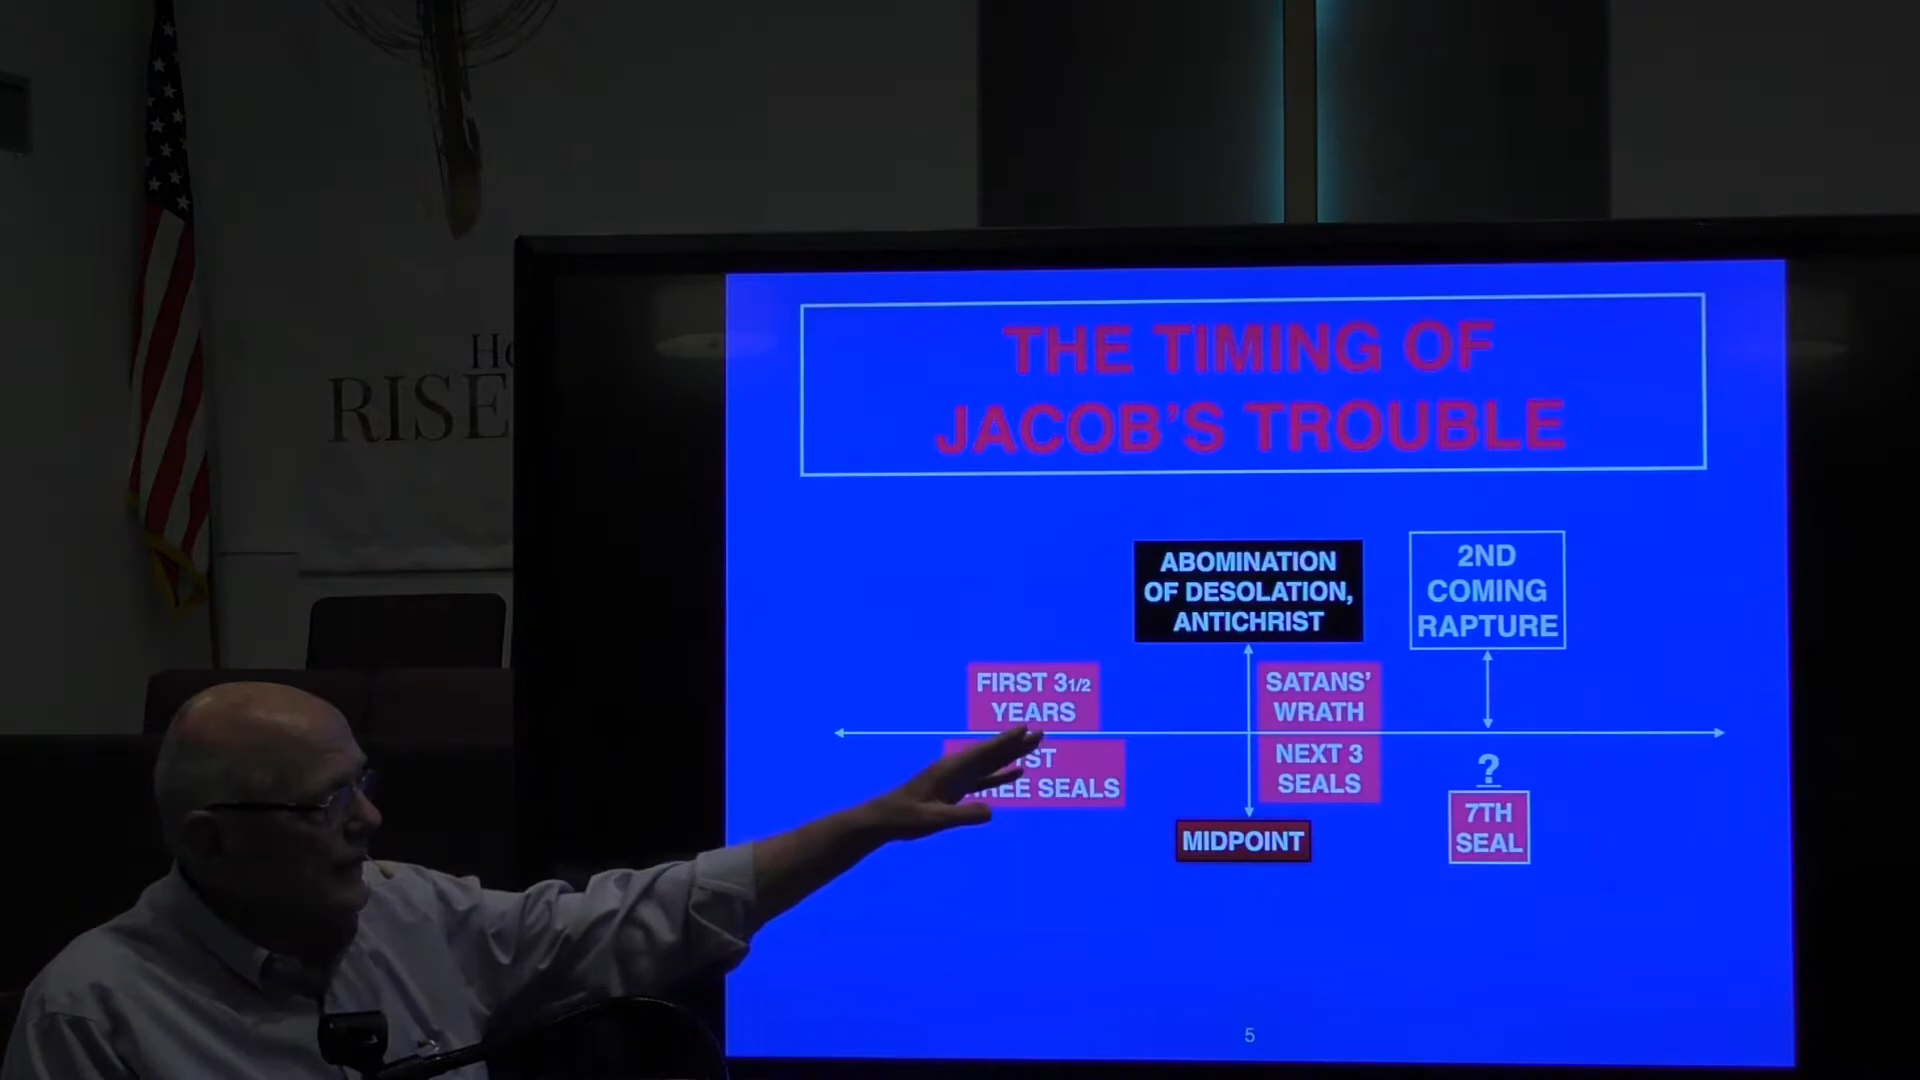 RISE
THE TIMING OF
JACOB'S TROUBLE
ABOMINATION
OF DESOLATION,
ANTICHRIST
2ND
COMING
RAPTURE
FIRST 31/2
YEARS
SATANS'
WRATH
SEALS
NEXT 3
SEALS
MIDPOINT
?
7TH
SEAL
5